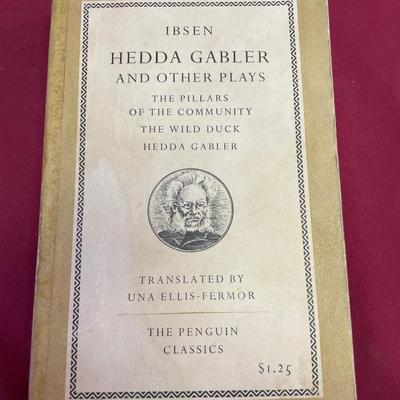 IBSEN
HEDDA GABLER
AND OTHER PLAYS
THE PILLARS
OF THE COMMUNITY
THE WILD DUCK
HEDDA GABLER
TRANSLATED BY
UNA ELLIS-FERMOR
THE PENGUIN
CLASSICS
$1.25